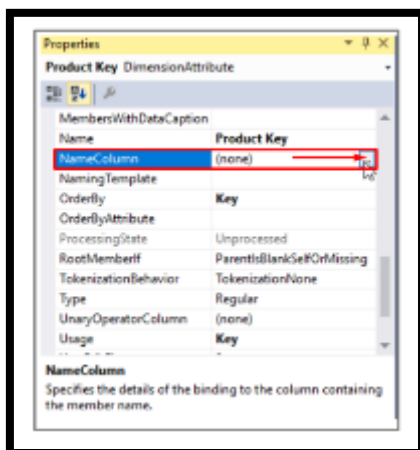 Properties
Product Key DimensionAttribute
MembersWithDataCaption
Name Product Key
NameColumn (none)
NamingTemplate
OrderBy Key
OrderByAttribute
ProcessingState Unprocessed
RootMemberIf ParentIsBlankSelfOrMissing
TokenizationBehavior TokenizationNone
Type Regular
UnaryOperatorColumn (none)
Usage Key
NameColumn
Specifies the details of the binding to the column containing
the member name.